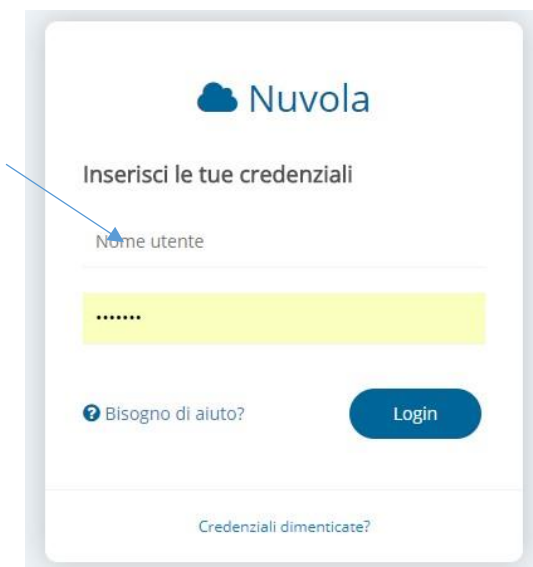 Nuvola
Inserisci le tue credenziali
Nome utente
•••••••
Bisogno di aiuto?
Login
Credenziali dimenticate?